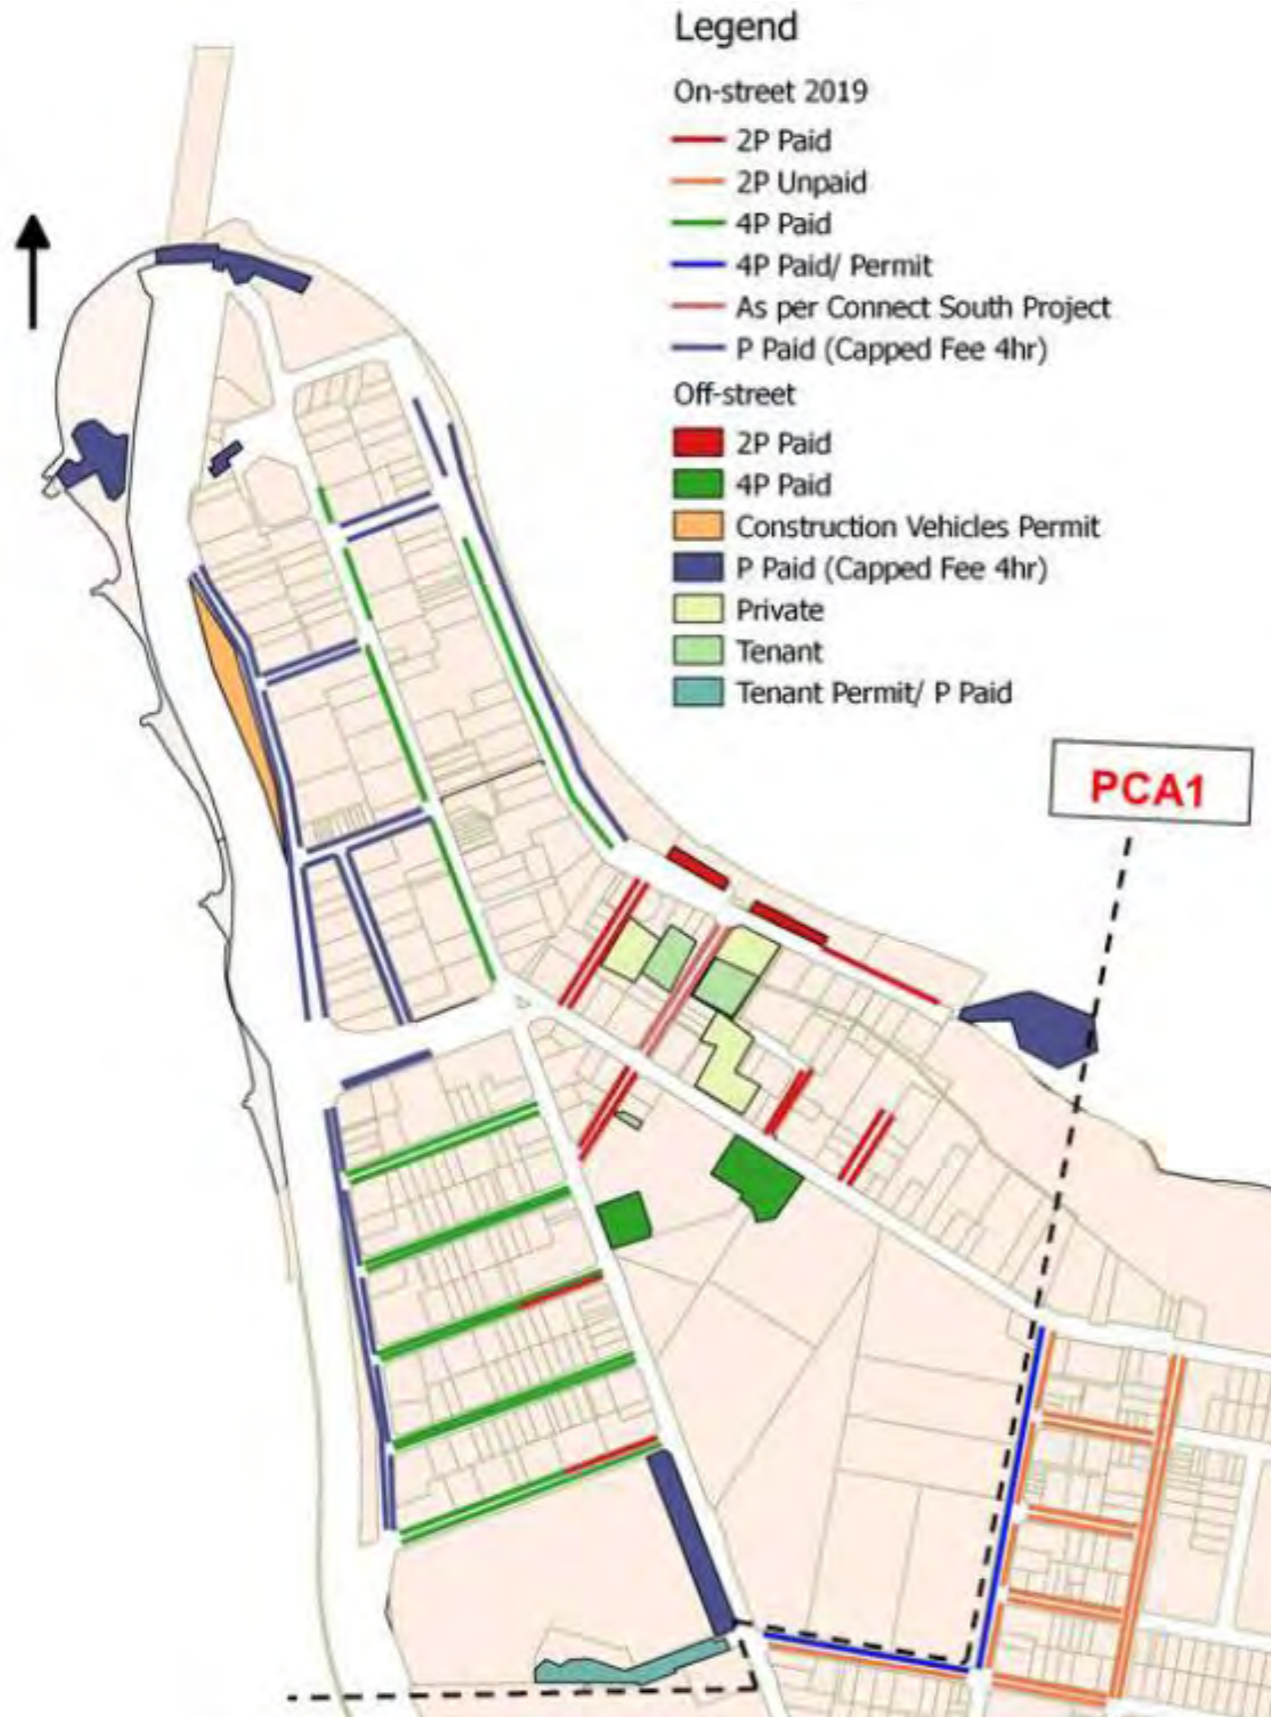 Legend
On-street 2019
2P Paid
2P Unpaid
4P Paid
4P Paid/ Permit
As per Connect South Project
P Paid (Capped Fee 4hr)
Off-street
2P Paid
4P Paid
Construction Vehicles Permit
P Paid (Capped Fee 4hr)
Private
Tenant
Tenant Permit/ P Paid
PCA1